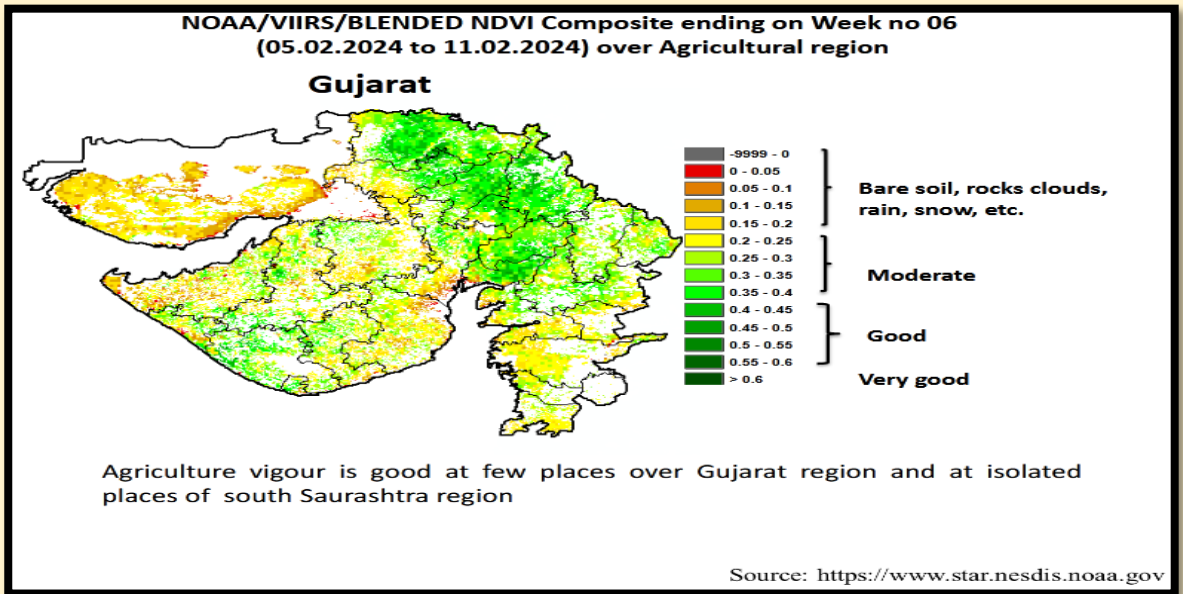 NOAA/VIIRS/BLENDED NDVI Composite ending on Week no 06
(05.02.2024 to 11.02.2024) over Agricultural region
Gujarat
-9999 - 0
0 - 0.05
0.05 - 0.1
0.1 - 0.15
0.15 - 0.2
0.2 - 0.25
0.25 - 0.3
0.3 - 0.35
0.35 - 0.4
0.4 - 0.45
0.45 - 0.5
0.5 - 0.55
0.55 - 0.6
> 0.6
Bare soil, rocks clouds,
rain, snow, etc.
Moderate
Good
Very good
Agriculture vigour is good at few places over Gujarat region and at isolated
places of south Saurashtra region
Source: https://www.star.nesdis.noaa.gov